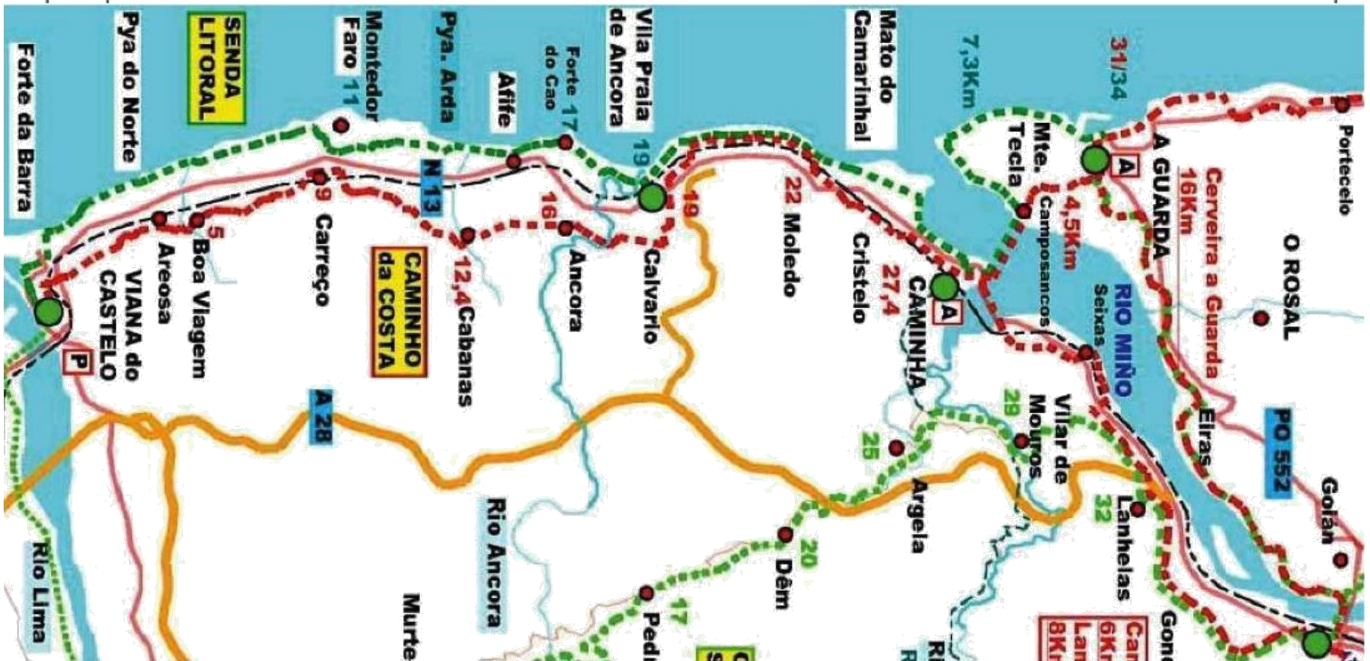 Portecelo
Goián
O ROSAL
PO 552
Cerveira a Guarda
16Km
Eiras
A GUARDA
31/34
A
RIO MIÑO
Seixas
Lanhelas
32
4,5Km
Camposancos
Mte.
Tecla
7,3Km
Vilar de
Mouros
29
A
CAMINHA
27,4
Argela
25
Mato do
Camarinhal
Cristelo
22 Moledo
Dêm
20
19
17
Vila Praia
de Ancora
19
Calvario
Forte 17
do Cao
Ancora
16
Afife
Rio Ancora
Pya. Arda
N 13
12,4 Cabanas
CAMINHO
da COSTA
Murte
Montedor
Faro 11
Carreço
9
A 28
SENDA
LITORAL
5
Boa Viagem
Areosa
Pya do Norte
VIANA do
CASTELO
P
Forte da Barra
Rio Lima